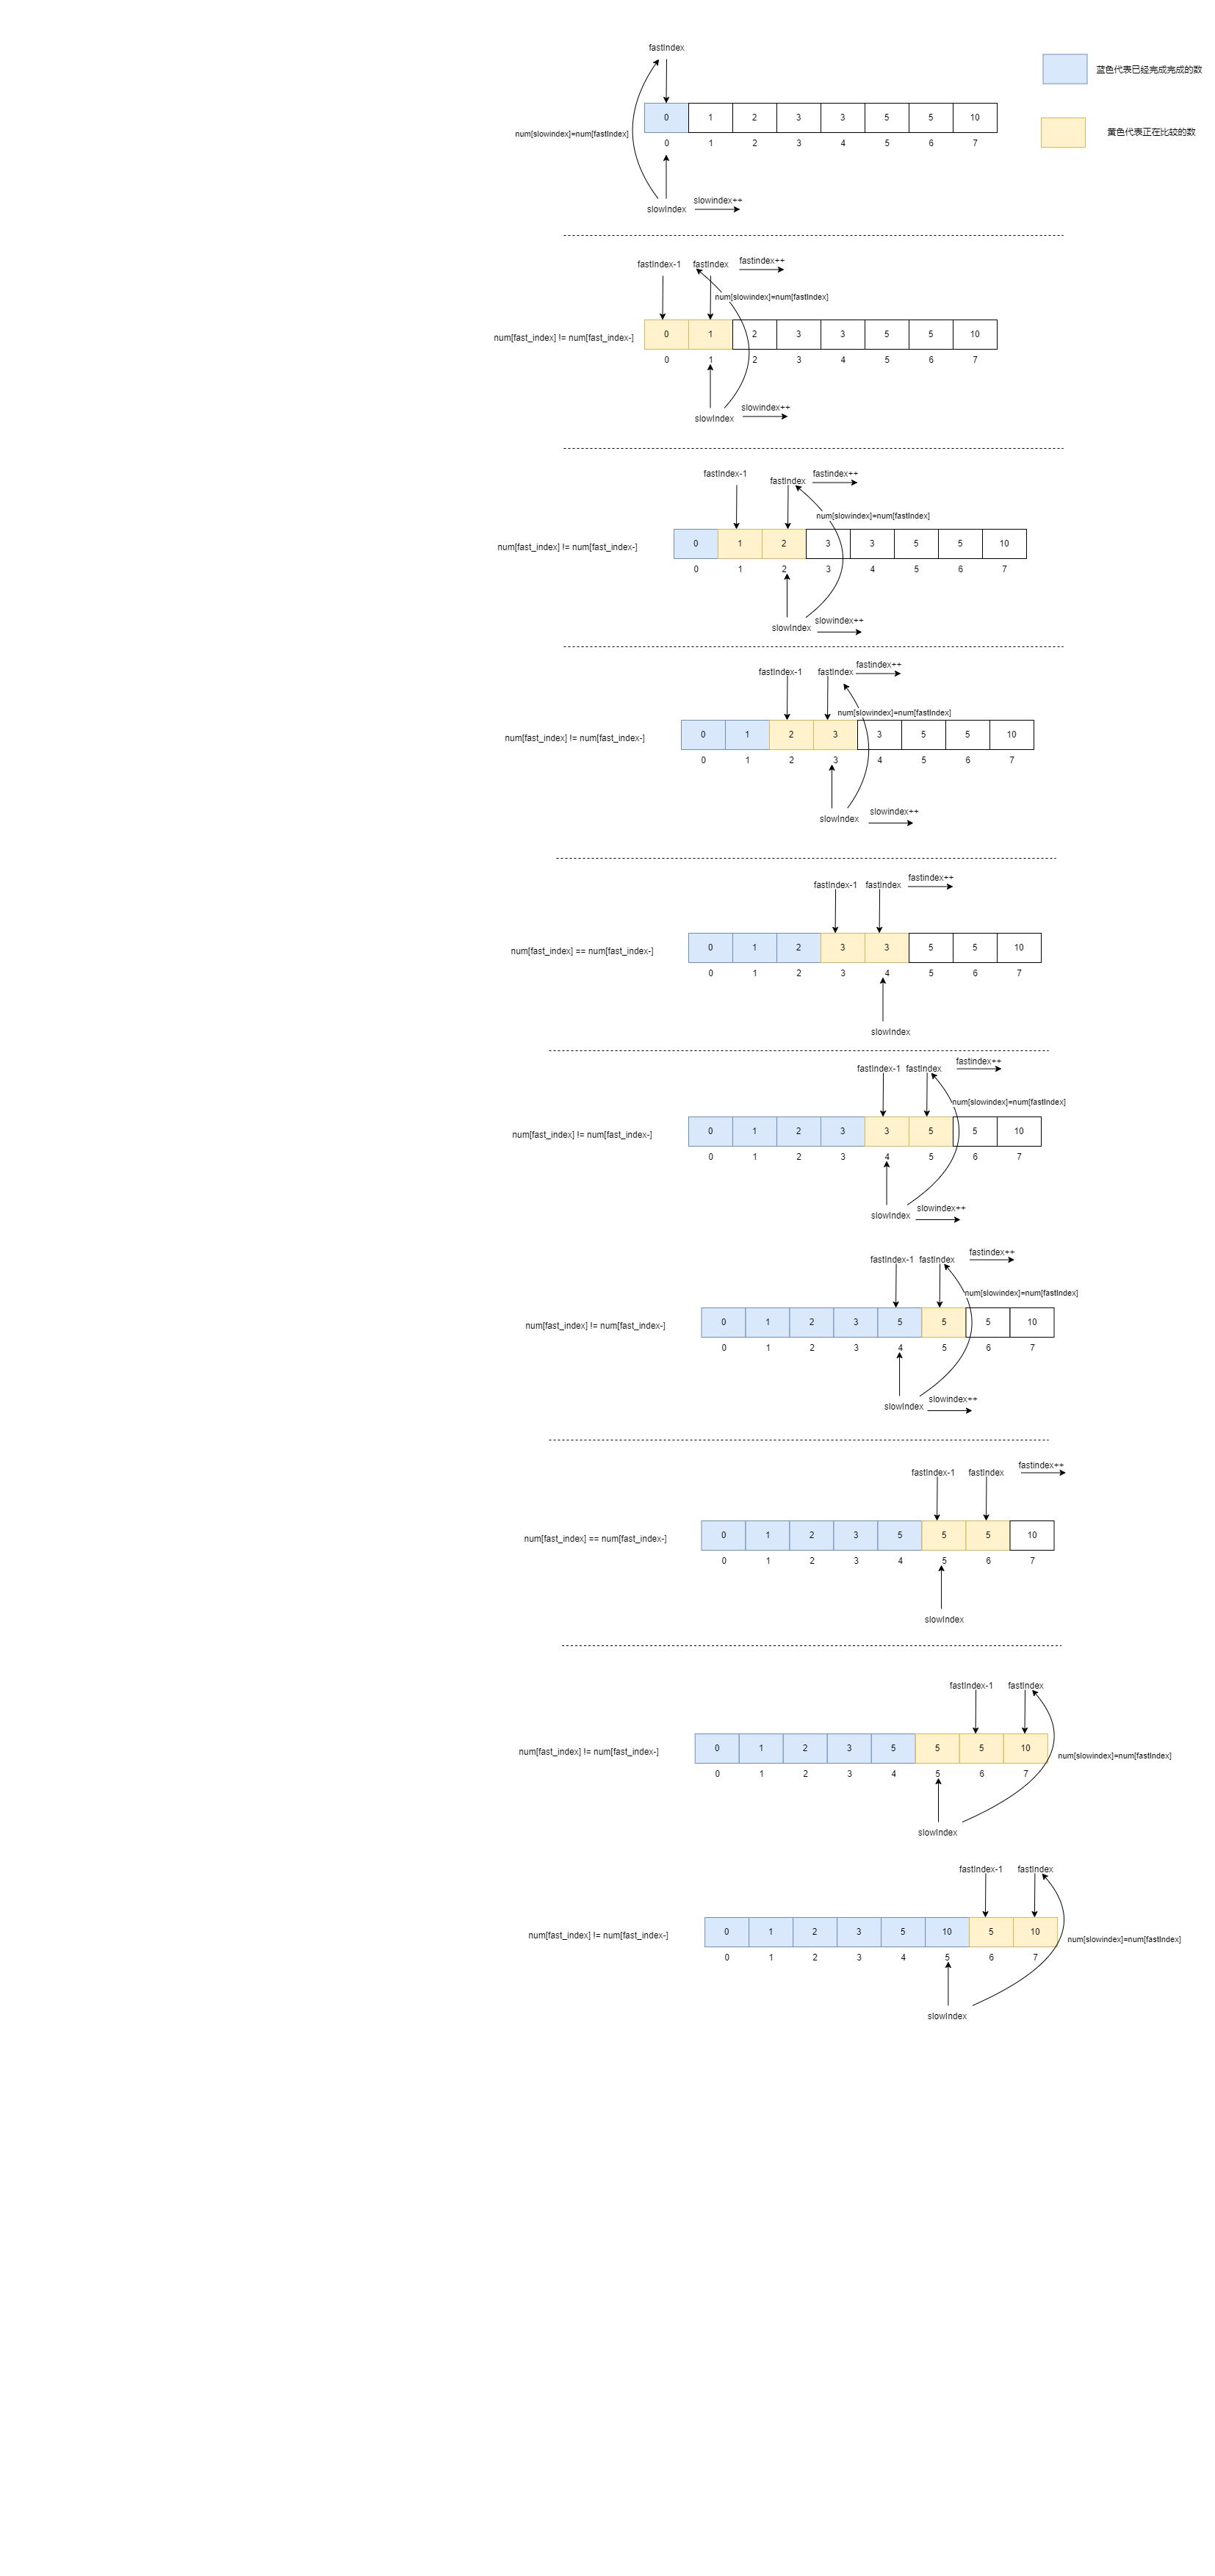 fastIndex
蓝色代表已经完成完成的数
0 1 2 3 3 5 5 10
黄色代表正在比较的数
num[slowindex]=num[fastIndex]
0 1 2 3 4 5 6 7
slowindex++
slowIndex
fastIndex-1 fastIndex fastindex++
num[slowindex]=num[fastIndex]
num[fast_index] != num[fast_index-]
0 1 2 3 3 5 5 10
0 1 2 3 4 5 6 7
slowindex++
slowIndex
fastIndex-1 fastIndex fastindex++
num[slowindex]=num[fastIndex]
num[fast_index] != num[fast_index-]
0 1 2 3 3 5 5 10
0 1 2 3 4 5 6 7
slowindex++
slowIndex
fastIndex-1 fastIndex fastindex++
num[slowindex]=num[fastIndex]
num[fast_index] != num[fast_index-]
0 1 2 3 3 5 5 10
0 1 2 3 4 5 6 7
slowindex++
slowIndex
fastIndex-1 fastIndex fastindex++
num[fast_index] == num[fast_index-]
0 1 2 3 3 5 5 10
0 1 2 3 4 5 6 7
slowIndex
fastIndex-1 fastIndex fastindex++
num[slowindex]=num[fastIndex]
num[fast_index] != num[fast_index-]
0 1 2 3 3 5 5 10
0 1 2 3 4 5 6 7
slowindex++
slowIndex
fastIndex-1 fastIndex fastindex++
num[slowindex]=num[fastIndex]
num[fast_index] != num[fast_index-]
0 1 2 3 5 5 5 10
0 1 2 3 4 5 6 7
slowindex++
slowIndex
fastIndex-1 fastIndex fastindex++
num[fast_index] == num[fast_index-]
0 1 2 3 5 5 5 10
0 1 2 3 4 5 6 7
slowIndex
fastIndex-1 fastIndex
num[fast_index] != num[fast_index-]
0 1 2 3 5 5 5 10
num[slowindex]=num[fastIndex]
0 1 2 3 4 5 6 7
slowIndex
fastIndex-1 fastIndex
num[fast_index] != num[fast_index-]
0 1 2 3 5 10 5 10
num[slowindex]=num[fastIndex]
0 1 2 3 4 5 6 7
slowIndex